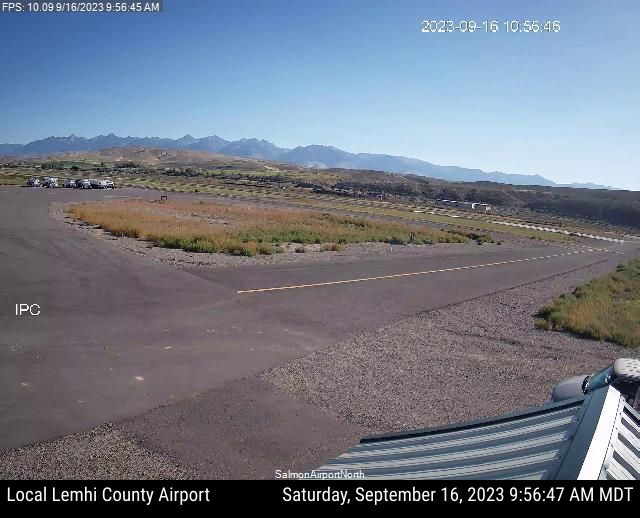 FPS: 10.09 9/16/2023 9:56:45 AM
2023-09-16 10:55:46
IPC
SalmonAirportNorth
Local Lemhi County Airport Saturday, September 16, 2023 9:56:47 AM MDT